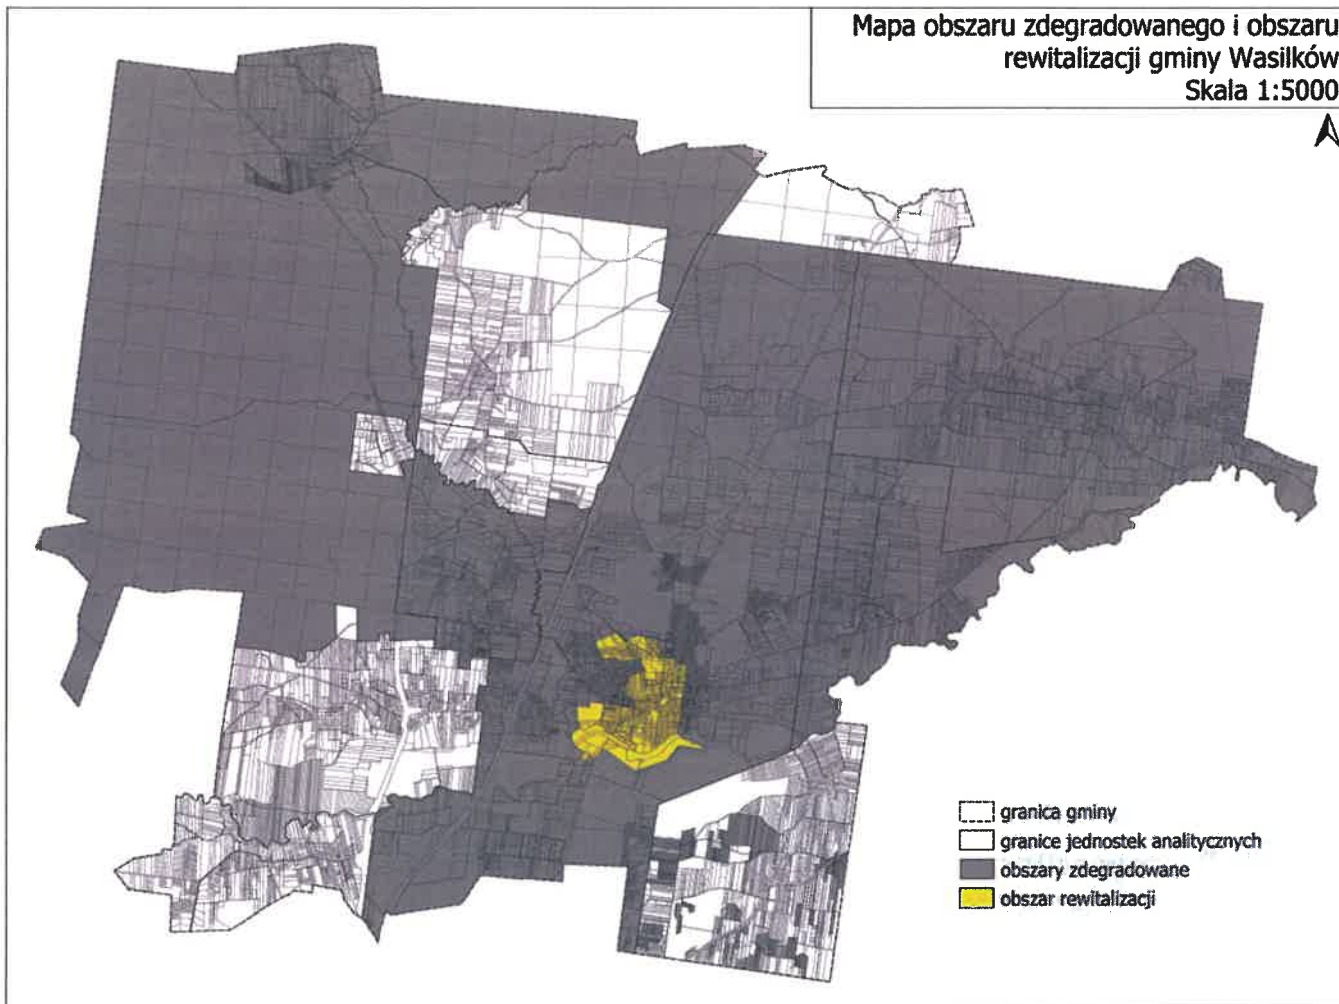 Mapa obszaru zdegradowanego i obszaru
rewitalizacji gminy Wasilków
Skala 1:5000
granica gminy
granice jednostek analitycznych
obszary zdegradowane
obszar rewitalizacji